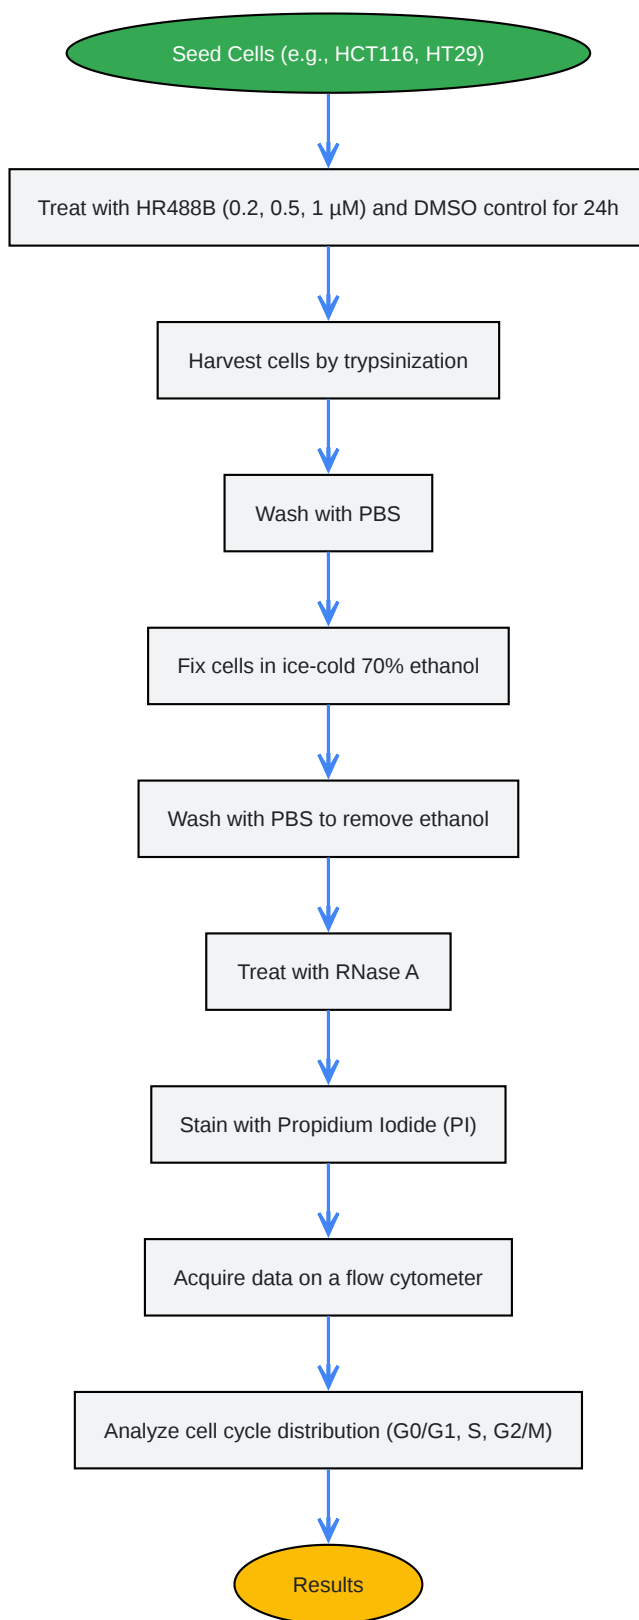 Seed Cells (e.g., HCT116, HT29)
Treat with HR488B (0.2, 0.5, 1 µM) and DMSO control for 24h
Harvest cells by trypsinization
Wash with PBS
Fix cells in ice-cold 70% ethanol
Wash with PBS to remove ethanol
Treat with RNase A
Stain with Propidium Iodide (PI)
Acquire data on a flow cytometer
Analyze cell cycle distribution (G0/G1, S, G2/M)
Results